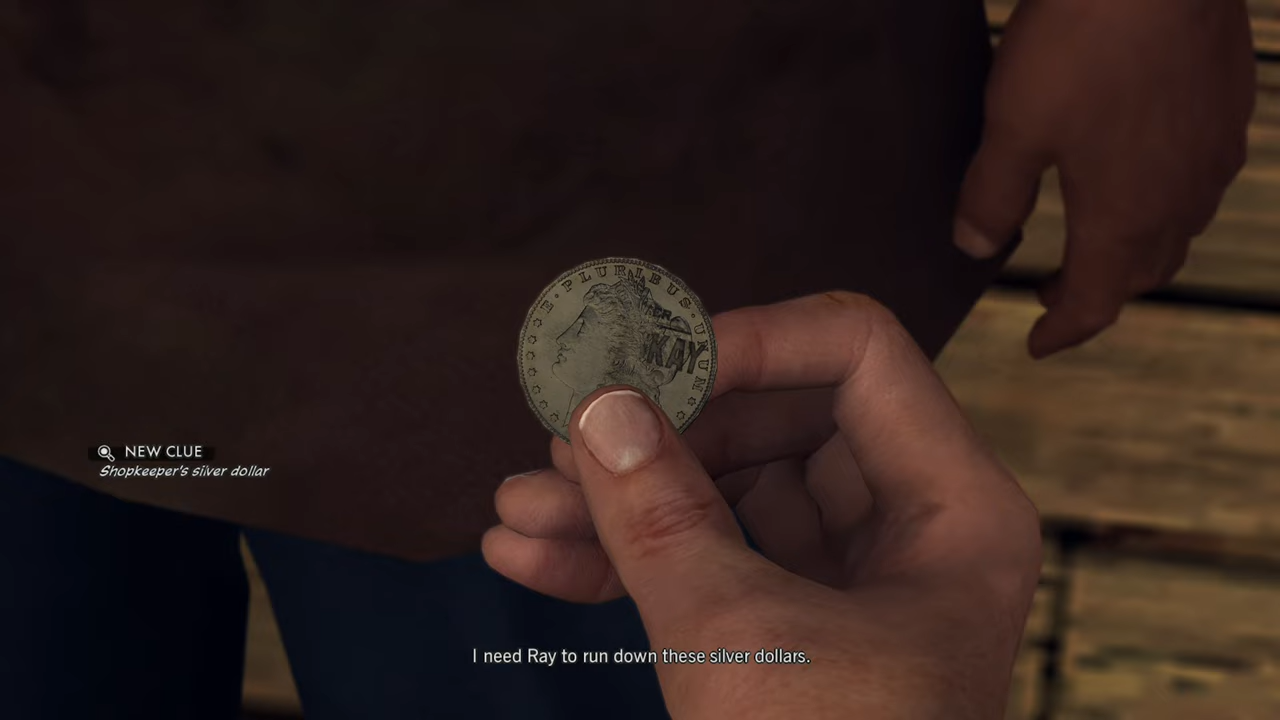 E·PLURIBUS·UNUM
KAY
NEW CLUE
Shopkeeper's silver dollar
I need Ray to run down these silver dollars.